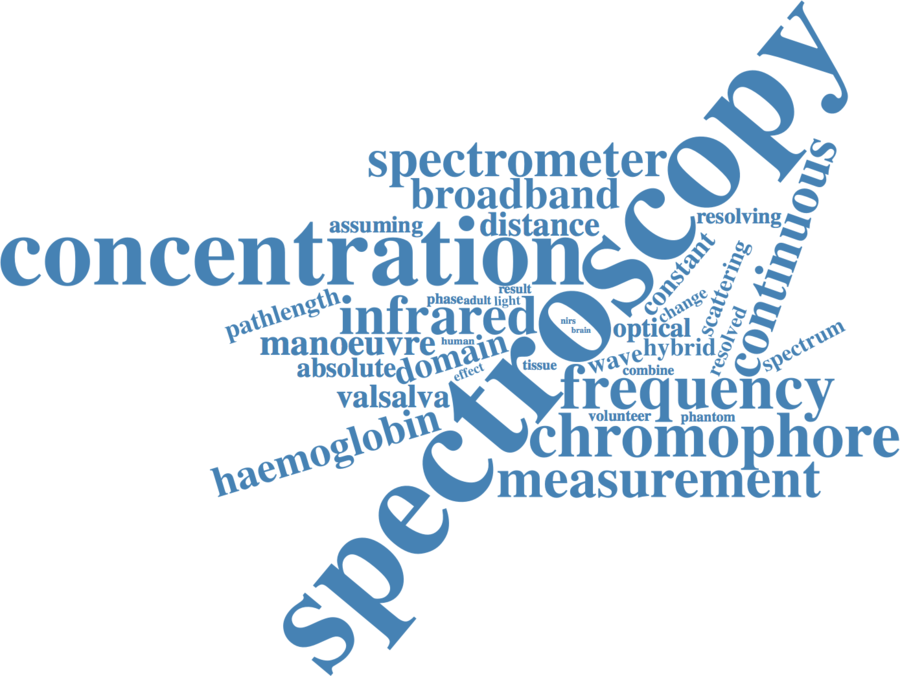 spectroscopy
spectrometer
broadband
continuous
assuming
distance
resolving
concentration
constant
scattering
result
change
pathlength
phase
adult
light
infrared
nirs
brain
optical
resolved
spectrum
manoeuvre
human
domain
hybrid
wave
absolute
effect
tissue
combine
valsalva
frequency
volunteer
phantom
haemoglobin
chromophore
measurement